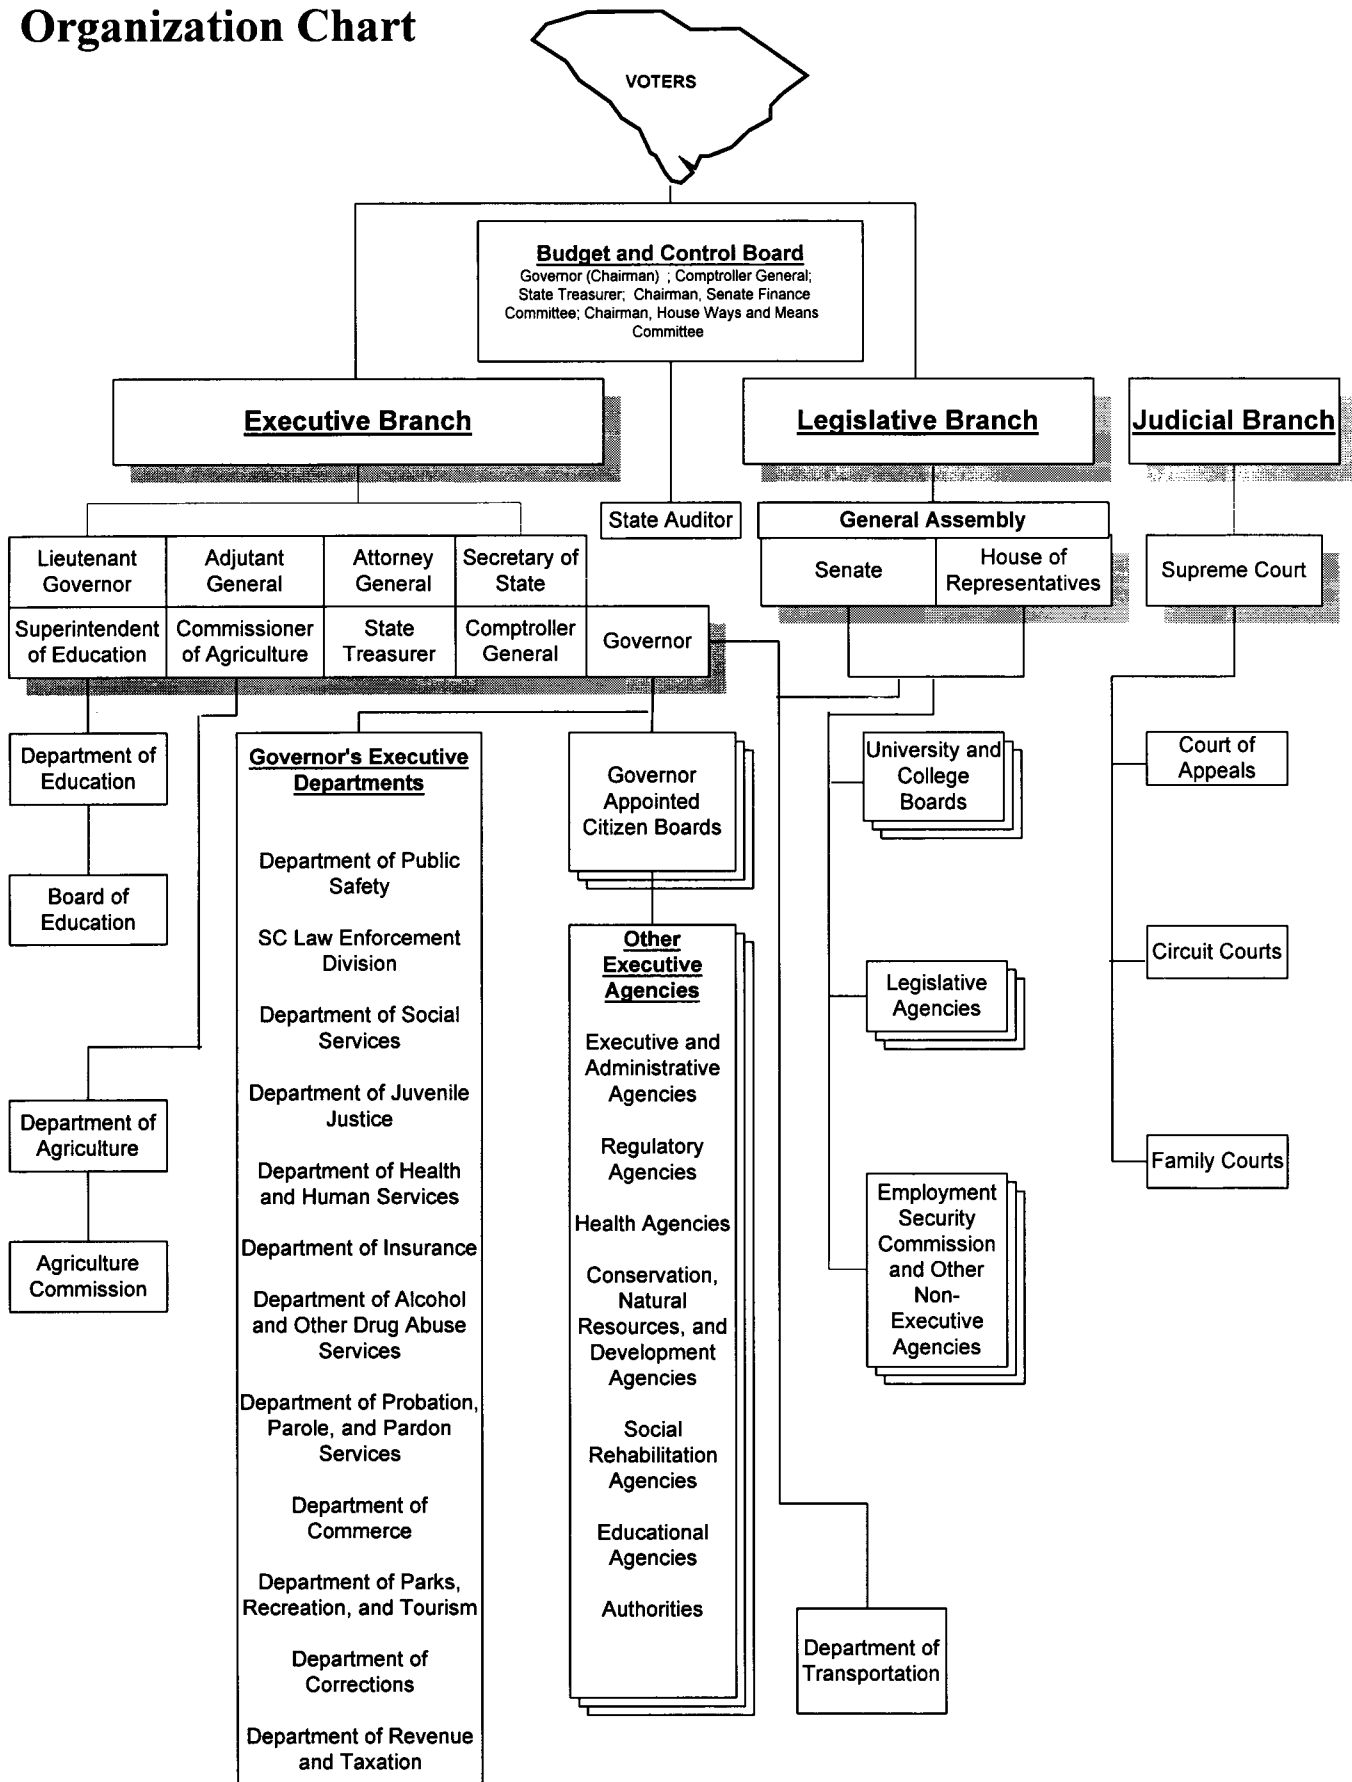 Organization Chart
VOTERS
Budget and Control Board
Governor (Chairman) ; Comptroller General;
State Treasurer; Chairman, Senate Finance
Committee; Chairman, House Ways and Means
Committee
Executive Branch
Legislative Branch
Judicial Branch
State Auditor
General Assembly
Lieutenant
Governor
Adjutant
General
Attorney
General
Secretary of
State
Senate
House of
Representatives
Supreme Court
Superintendent
of Education
Commissioner
of Agriculture
State
Treasurer
Comptroller
General
Governor
Department of
Education
Board of
Education
Department of
Agriculture
Agriculture
Commission
Governor's Executive
Departments
Department of Public
Safety
SC Law Enforcement
Division
Department of Social
Services
Department of Juvenile
Justice
Department of Health
and Human Services
Department of Insurance
Department of Alcohol
and Other Drug Abuse
Services
Department of Probation,
Parole, and Pardon
Services
Department of
Commerce
Department of Parks,
Recreation, and Tourism
Department of
Corrections
Department of Revenue
and Taxation
Governor
Appointed
Citizen Boards
Other
Executive
Agencies
Executive and
Administrative
Agencies
Regulatory
Agencies
Health Agencies
Conservation,
Natural
Resources, and
Development
Agencies
Social
Rehabilitation
Agencies
Educational
Agencies
Authorities
University and
College
Boards
Legislative
Agencies
Employment
Security
Commission
and Other
Non-
Executive
Agencies
Department of
Transportation
Court of
Appeals
Circuit Courts
Family Courts